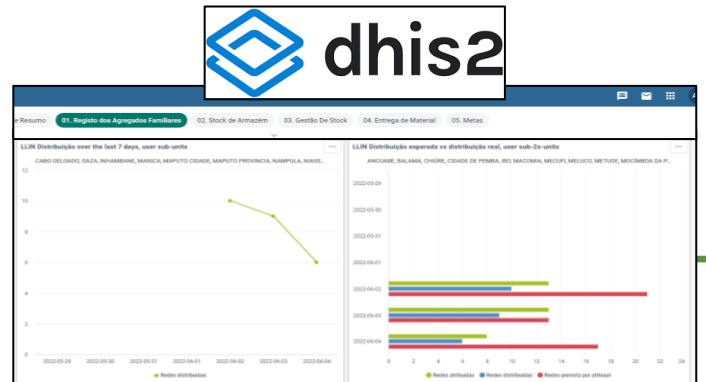 dhis2
e Resumo 01. Registo dos Agregados Familiares 02. Stock de Armazém 03. Gestão De Stock 04. Entrega de Material 05. Metas
LLIN Distribuição over the last 7 days, user sub-units
CABO DELGADO, GAZA, INHAMBANE, MANICA, MAPUTO CIDADE, MAPUTO PROVINCIA, NAMPULA, NIASS...
12
10
8
6
4
2
0
2022-05-29 2022-05-30 2022-05-31 2022-06-01 2022-06-02 2022-06-03 2022-06-04
Redes distribuídas
LLIN Distribuição esperada vs distribuição real, user sub-2x-units
ANCUABE, BALAMA, CHIÚRE, CIDADE DE PEMBA, IBO, MACOMIA, MECUFI, MELUCO, METUGE, MOCÍMBOA DA P...
2022-05-29
2022-05-30
2022-05-31
2022-06-01
2022-06-02
2022-06-03
2022-06-04
0 2 4 6 8 10 12 14 16 18 20 22 24
Redes atribuídas Redes distribuídas Redes prevista por atribuir